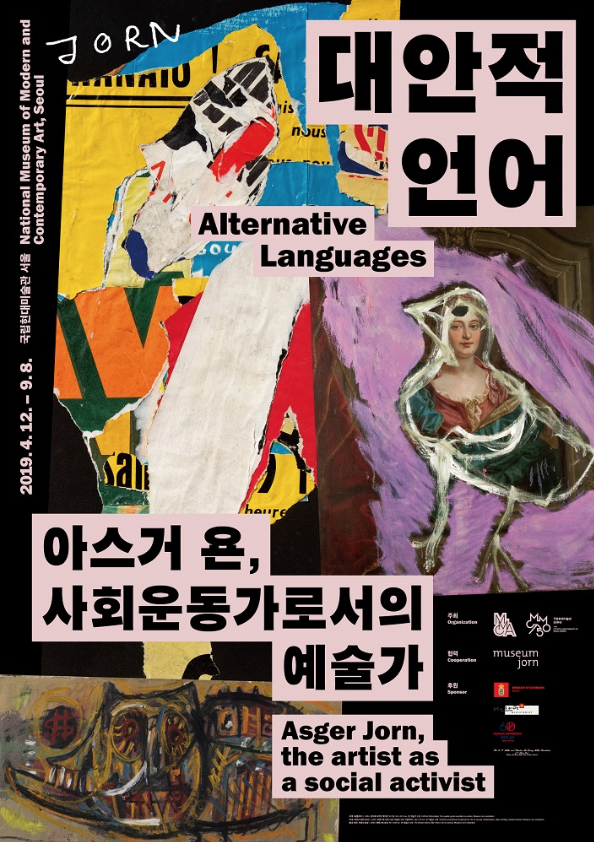 JORN
대안적
언어
Alternative
Languages
National Museum of Modern and
Contemporary Art, Seoul
국립현대미술관 서울
2019. 4. 12. – 9. 8.
nous
heure
아스거 욘,
사회운동가로서의
예술가
Asger Jorn,
the artist as
a social activist
주최
Organization
협력
Cooperation
museum
jorn
후원
Sponsor